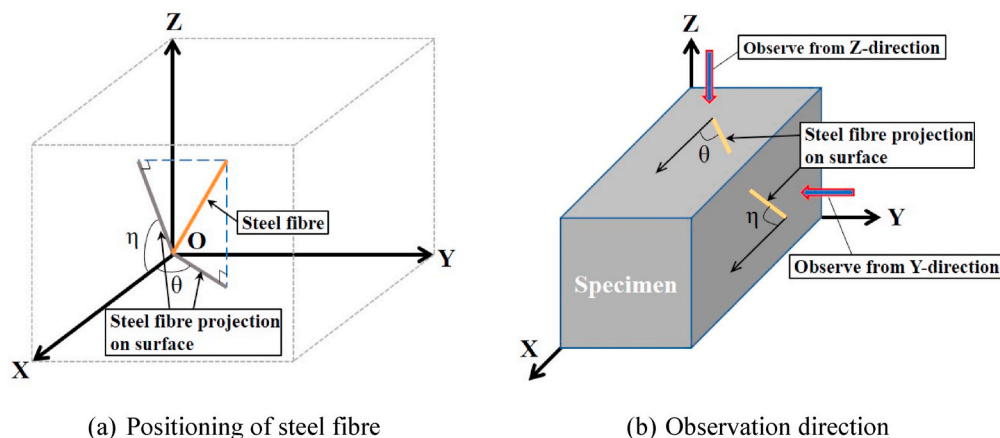 Z
Steel fibre
η
O
Y
θ
Steel fibre projection
on surface
X
(a) Positioning of steel fibre
Z
Observe from Z-direction
Steel fibre projection
on surface
θ
η
Y
Observe from Y-direction
Specimen
X
(b) Observation direction